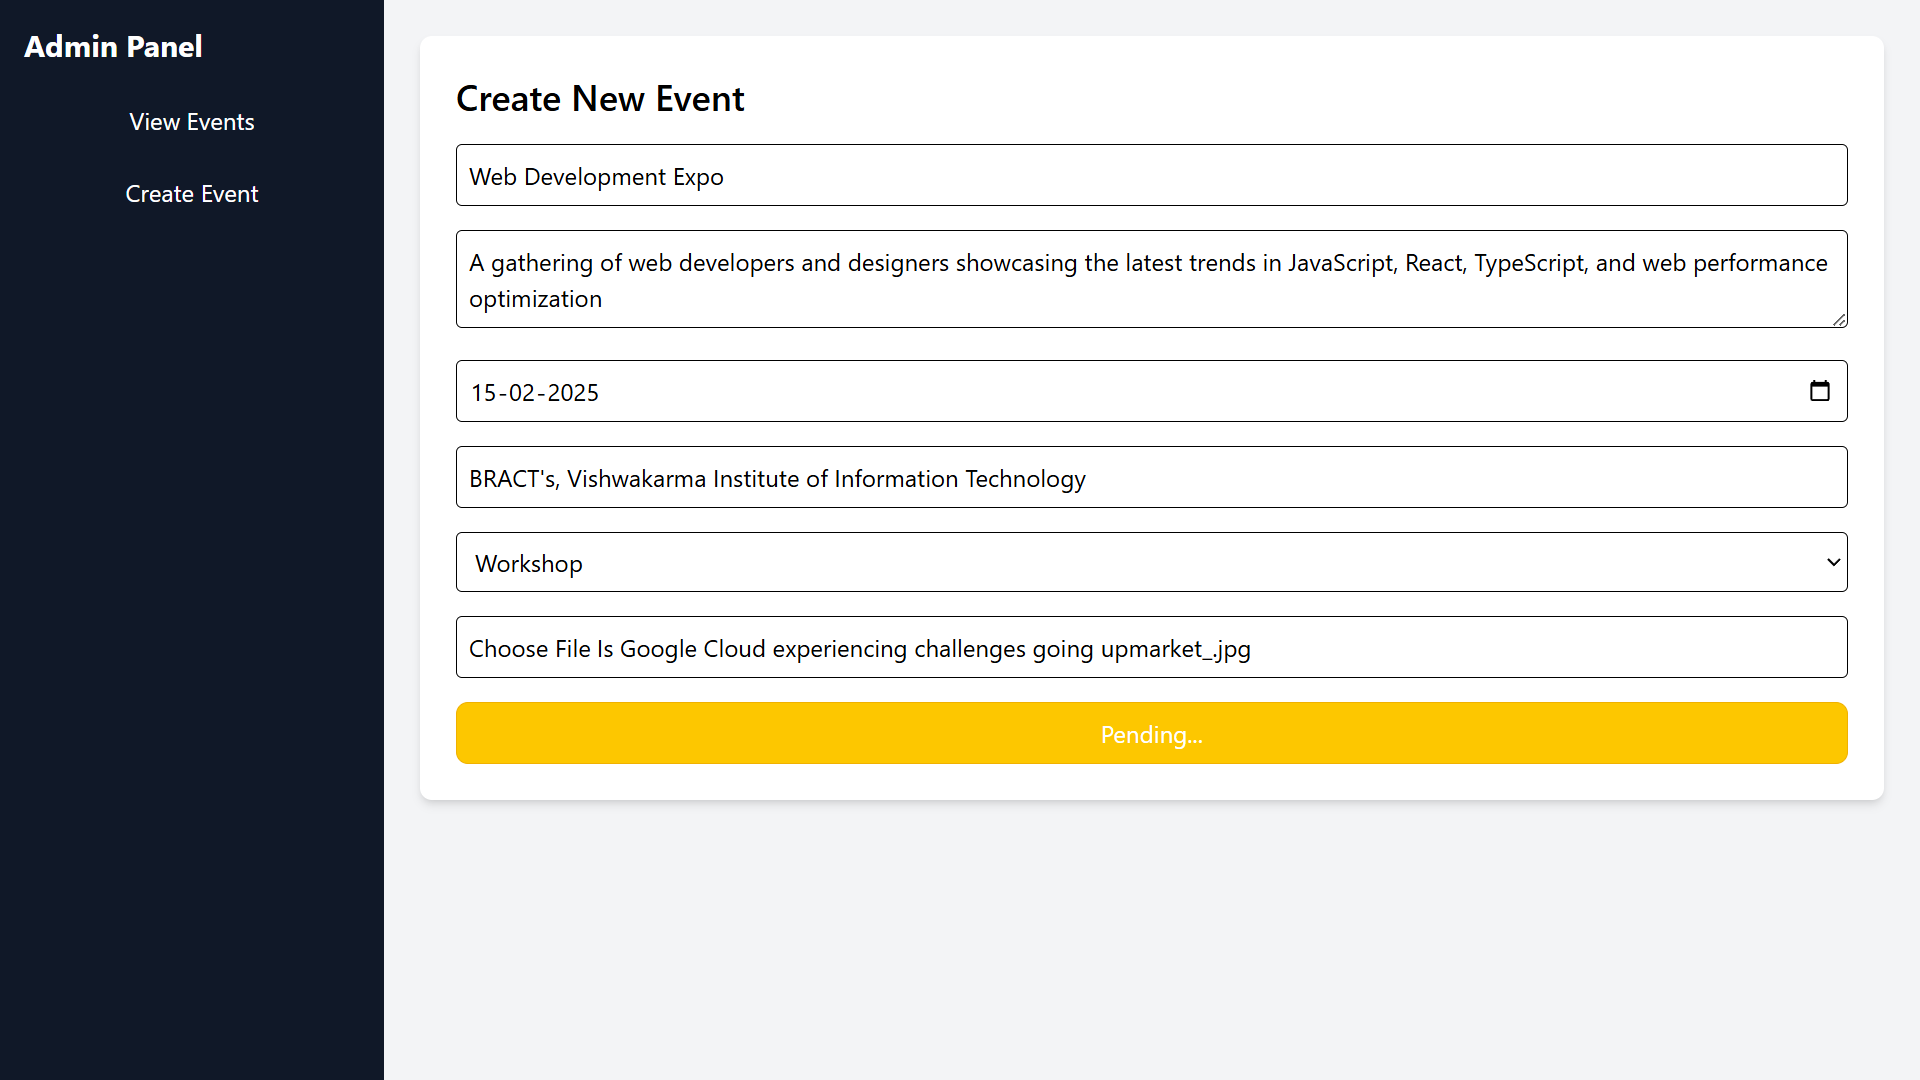 Admin Panel
View Events
Create Event
Create New Event
Web Development Expo
A gathering of web developers and designers showcasing the latest trends in JavaScript, React, TypeScript, and web performance
optimization
15-02-2025
BRACT's, Vishwakarma Institute of Information Technology
Workshop
Choose File Is Google Cloud experiencing challenges going upmarket_.jpg
Pending...